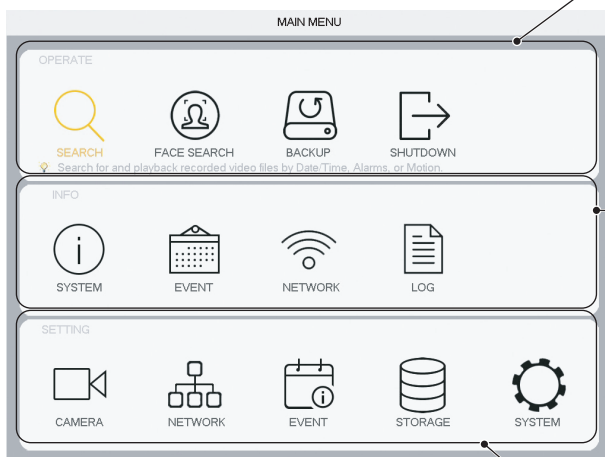 MAIN MENU
OPERATE
SEARCH FACE SEARCH BACKUP SHUTDOWN
Search for and playback recorded video files by Date/Time, Alarms, or Motion.
INFO
SYSTEM EVENT NETWORK LOG
SETTING
CAMERA NETWORK EVENT STORAGE SYSTEM